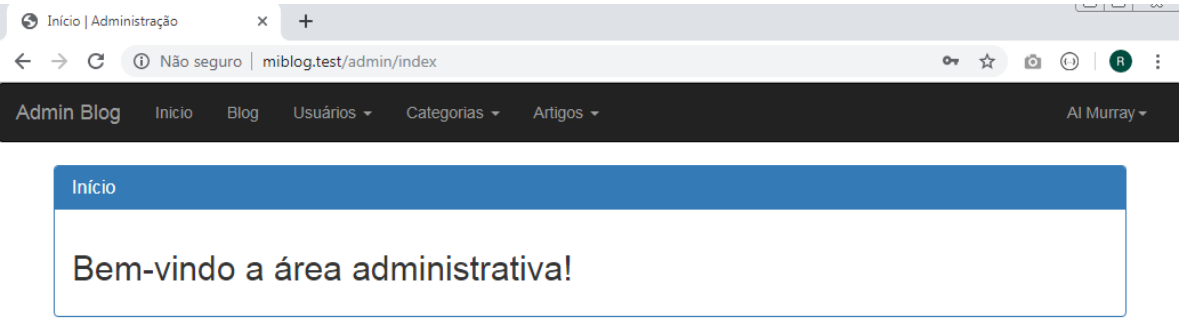 Início | Administração
Não seguro | miblog.test/admin/index
R
Admin Blog Inicio Blog Usuários Categorias Artigos Al Murray
Início
Bem-vindo a área administrativa!